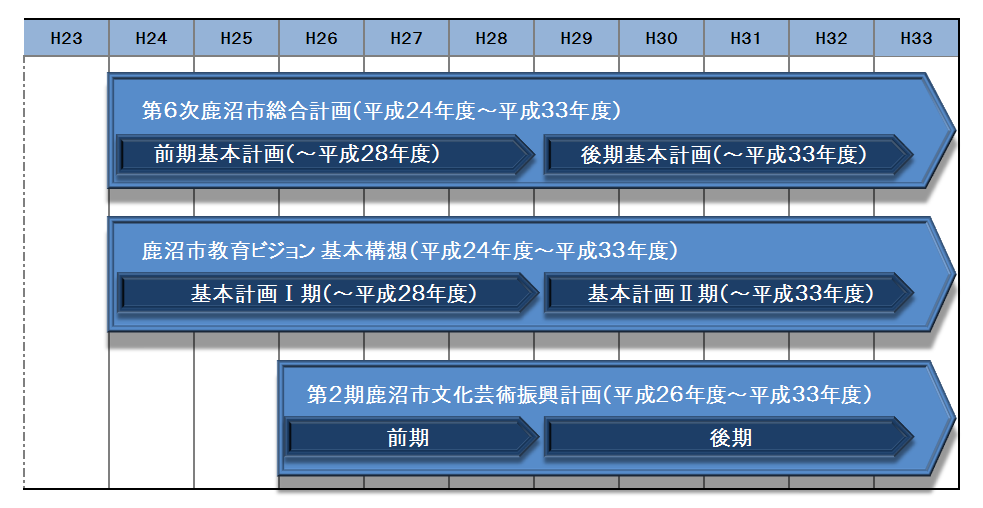 H23 H24 H25 H26 H27 H28 H29 H30 H31 H32 H33
第6次鹿沼市総合計画(平成24年度～平成33年度)
前期基本計画(～平成28年度) 後期基本計画(～平成33年度)
鹿沼市教育ビジョン 基本構想(平成24年度～平成33年度)
基本計画Ⅰ期(～平成28年度) 基本計画Ⅱ期(～平成33年度)
第2期鹿沼市文化芸術振興計画(平成26年度～平成33年度)
前期 後期